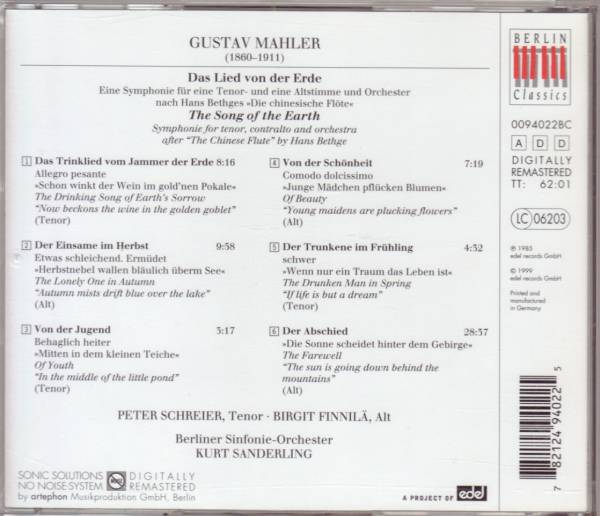 GUSTAV MAHLER
(1860–1911)
Das Lied von der Erde
Eine Symphonie für eine Tenor- und eine Altstimme und Orchester
nach Hans Bethges »Die chinesische Flöte«
The Song of the Earth
Symphonie for tenor, contralto and orchestra
after "The Chinese Flute" by Hans Bethge
1 Das Trinklied vom Jammer der Erde 8:16
Allegro pesante
»Schon winkt der Wein im gold'nen Pokale«
The Drinking Song of Earth's Sorrow
"Now beckons the wine in the golden goblet"
(Tenor)
2 Der Einsame im Herbst 9:58
Etwas schleichend. Ermüdet
»Herbstnebel wallen bläulich überm See«
The Lonely One in Autumn
"Autumn mists drift blue over the lake"
(Alt)
3 Von der Jugend 3:17
Behaglich heiter
»Mitten in dem kleinen Teiche«
Of Youth
"In the middle of the little pond"
(Tenor)
4 Von der Schönheit 7:19
Comodo dolcissimo
»Junge Mädchen pflücken Blumen«
Of Beauty
"Young maidens are plucking flowers"
(Alt)
5 Der Trunkene im Frühling 4:32
schwer
»Wenn nur ein Traum das Leben ist«
The Drunken Man in Spring
"If life is but a dream"
(Tenor)
6 Der Abschied 28:37
»Die Sonne scheidet hinter dem Gebirge«
The Farewell
"The sun is going down behind the
mountains"
(Alt)
PETER SCHREIER, Tenor · BIRGIT FINNILÄ, Alt
Berliner Sinfonie-Orchester
KURT SANDERLING
SONIC SOLUTIONS
NO NOISE-SYSTEM
DIGITALLY
REMASTERED
by artephon Musikproduktion GmbH, Berlin
A PROJECT OF edel
BERLIN
Classics
0094022BC
A D D
DIGITALLY
REMASTERED
TT: 62:01
LC 06203
℗ 1985
edel records GmbH
© 1999
edel records GmbH
Printed and
manufactured
in Germany
7 82124 94022 5